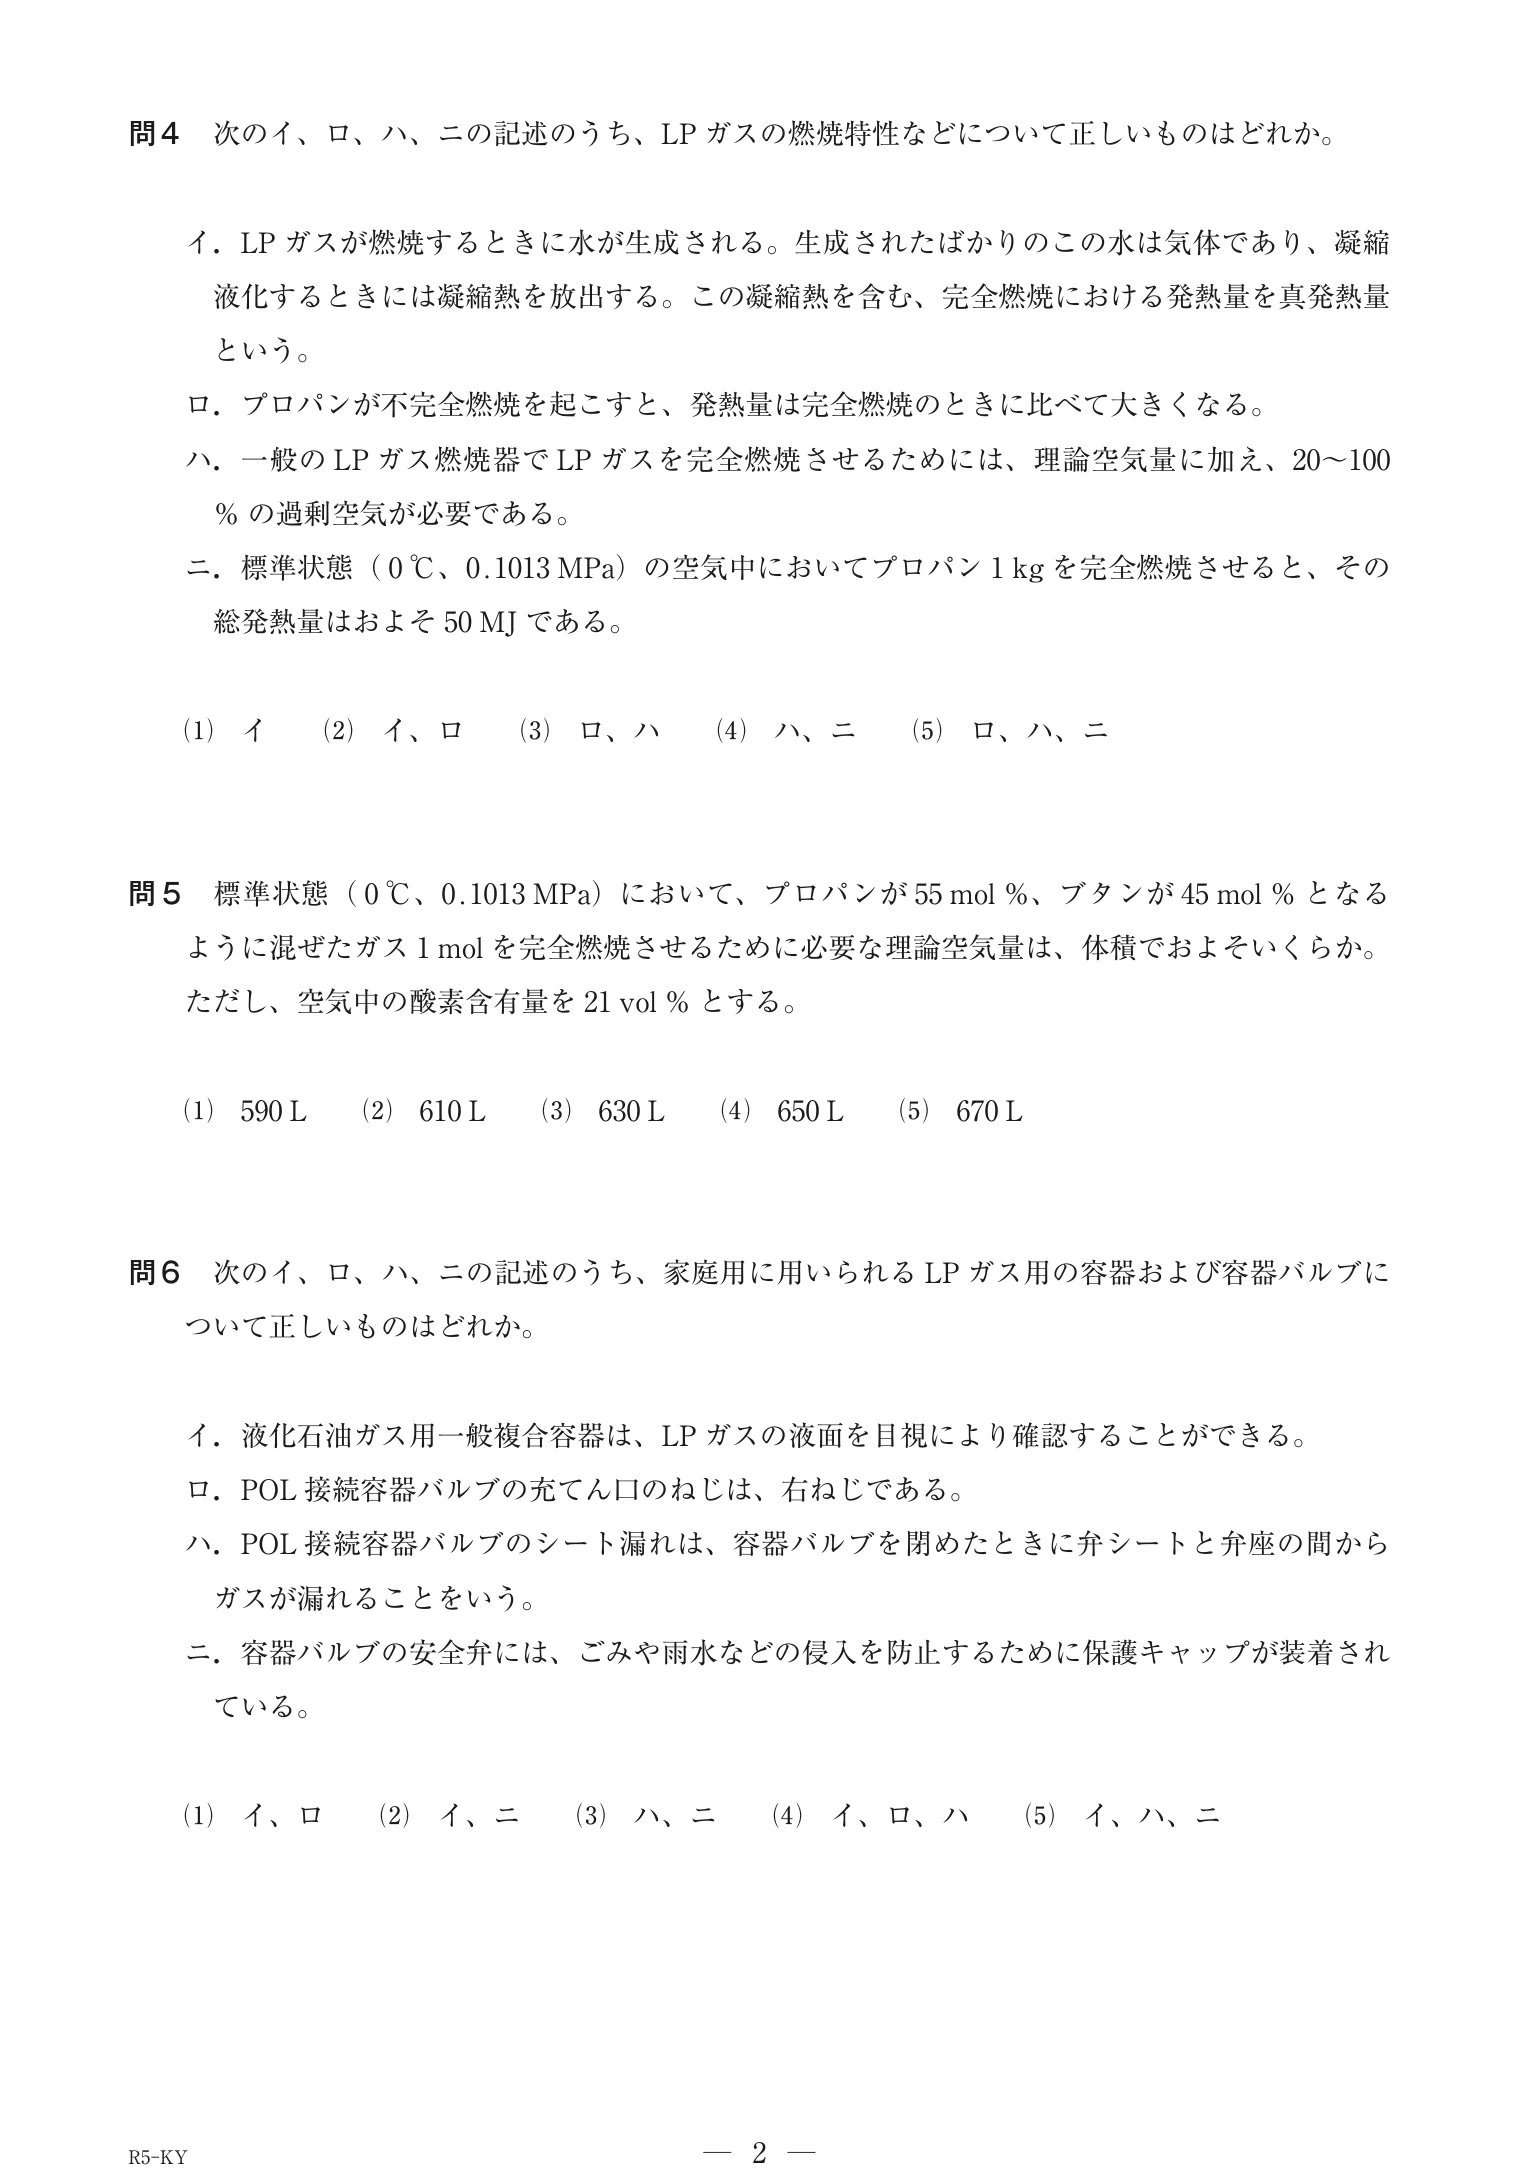 問4　次のイ、ロ、ハ、ニの記述のうち、LP ガスの燃焼特性などについて正しいものはどれか。
イ．LP ガスが燃焼するときに水が生成される。生成されたばかりのこの水は気体であり、凝縮
液化するときには凝縮熱を放出する。この凝縮熱を含む、完全燃焼における発熱量を真発熱量
という。
ロ．プロパンが不完全燃焼を起こすと、発熱量は完全燃焼のときに比べて大きくなる。
ハ．一般の LP ガス燃焼器で LP ガスを完全燃焼させるためには、理論空気量に加え、20～100
% の過剰空気が必要である。
ニ．標準状態（0 ℃、0.1013 MPa）の空気中においてプロパン 1 kg を完全燃焼させると、その
総発熱量はおよそ 50 MJ である。
(1)　イ　　(2)　イ、ロ　　(3)　ロ、ハ　　(4)　ハ、ニ　　(5)　ロ、ハ、ニ
問5　標準状態（0 ℃、0.1013 MPa）において、プロパンが 55 mol %、ブタンが 45 mol % となる
ように混ぜたガス 1 mol を完全燃焼させるために必要な理論空気量は、体積でおよそいくらか。
ただし、空気中の酸素含有量を 21 vol % とする。
(1)　590 L　　(2)　610 L　　(3)　630 L　　(4)　650 L　　(5)　670 L
問6　次のイ、ロ、ハ、ニの記述のうち、家庭用に用いられる LP ガス用の容器および容器バルブに
ついて正しいものはどれか。
イ．液化石油ガス用一般複合容器は、LP ガスの液面を目視により確認することができる。
ロ．POL 接続容器バルブの充てん口のねじは、右ねじである。
ハ．POL 接続容器バルブのシート漏れは、容器バルブを閉めたときに弁シートと弁座の間から
ガスが漏れることをいう。
ニ．容器バルブの安全弁には、ごみや雨水などの侵入を防止するために保護キャップが装着され
ている。
(1)　イ、ロ　　(2)　イ、ニ　　(3)　ハ、ニ　　(4)　イ、ロ、ハ　　(5)　イ、ハ、ニ
R5-KY
― 2 ―